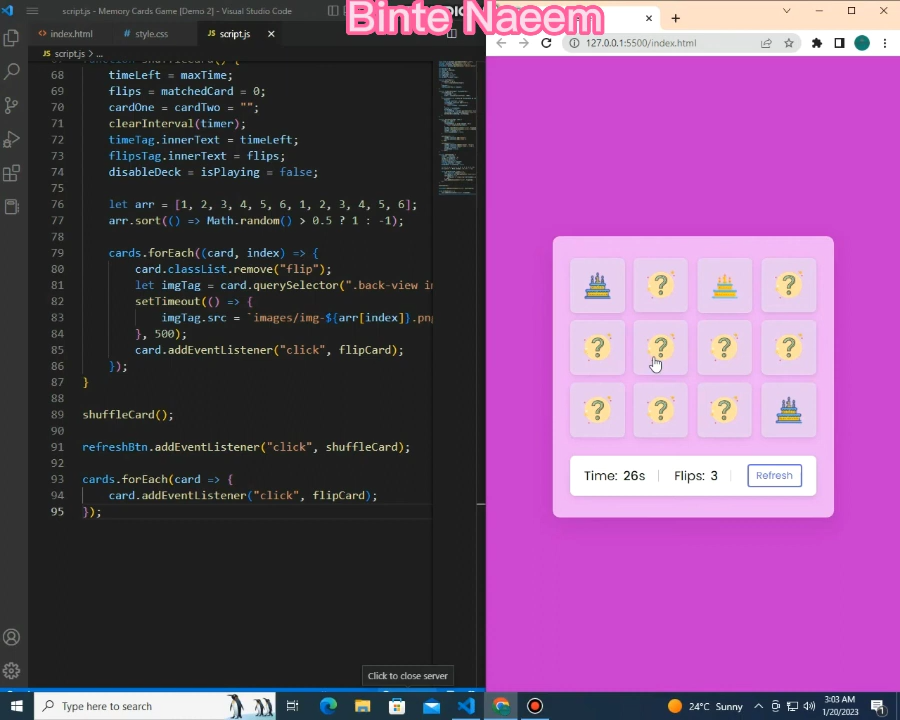 script.js - Memory Cards Game [Demo 2] - Visual Studio Code
Binte Naeem
index.html
style.css
script.js
127.0.0.1:5500/index.html
JS script.js > ...
68 timeLeft = maxTime;
69 flips = matchedCard = 0;
70 cardOne = cardTwo = "";
71 clearInterval(timer);
72 timeTag.innerText = timeLeft;
73 flipsTag.innerText = flips;
74 disableDeck = isPlaying = false;
75
76 let arr = [1, 2, 3, 4, 5, 6, 1, 2, 3, 4, 5, 6];
77 arr.sort(() => Math.random() > 0.5 ? 1 : -1);
78
79 cards.forEach((card, index) => {
80 card.classList.remove("flip");
81 let imgTag = card.querySelector(".back-view i
82 setTimeout(() => {
83 imgTag.src = `images/img-${arr[index]}.pn
84 }, 500);
85 card.addEventListener("click", flipCard);
86 });
87 }
88
89 shuffleCard();
90
91 refreshBtn.addEventListener("click", shuffleCard);
92
93 cards.forEach(card => {
94 card.addEventListener("click", flipCard);
95 });
? ?
? ? ? ?
? ? ?
Time: 26s Flips: 3 Refresh
Click to close server
Type here to search
24°C Sunny
3:03 AM
1/20/2023
1